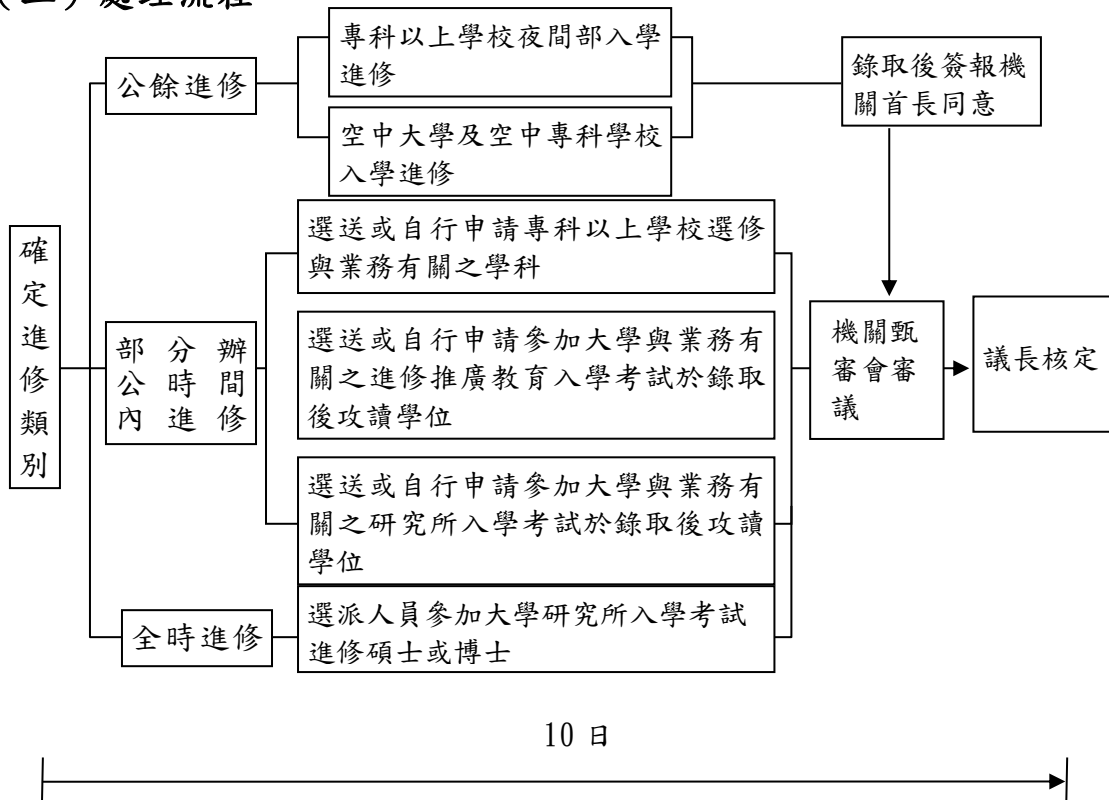 處理流程
專科以上學校夜間部入學
進修
公餘進修
空中大學及空中專科學校
入學進修
錄取後簽報機
關首長同意
確定進修類別
選送或自行申請專科以上學校選修
與業務有關之學科
部分辦
公時間
內進修
選送或自行申請參加大學與業務有
關之進修推廣教育入學考試於錄取
後攻讀學位
機關甄
審會審
議
議長核定
選送或自行申請參加大學與業務有
關之研究所入學考試於錄取後攻讀
學位
全時進修
選派人員參加大學研究所入學考試
進修碩士或博士
10 日